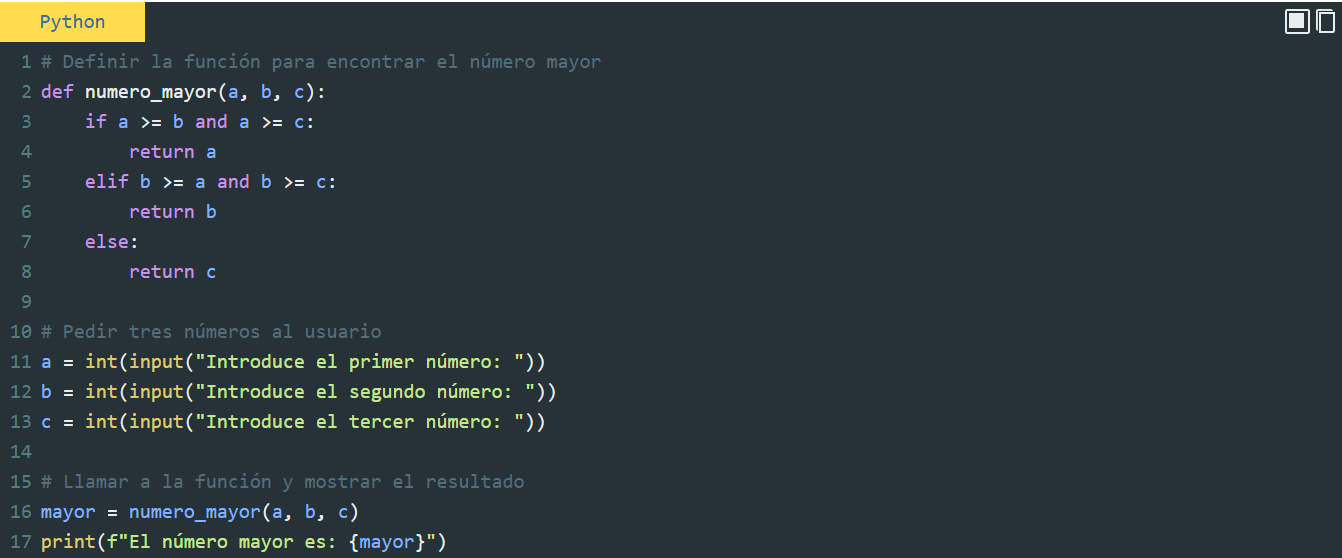 Python
1 # Definir la función para encontrar el número mayor
2 def numero_mayor(a, b, c):
3     if a >= b and a >= c:
4         return a
5     elif b >= a and b >= c:
6         return b
7     else:
8         return c
9
10 # Pedir tres números al usuario
11 a = int(input("Introduce el primer número: "))
12 b = int(input("Introduce el segundo número: "))
13 c = int(input("Introduce el tercer número: "))
14
15 # Llamar a la función y mostrar el resultado
16 mayor = numero_mayor(a, b, c)
17 print(f"El número mayor es: {mayor}")